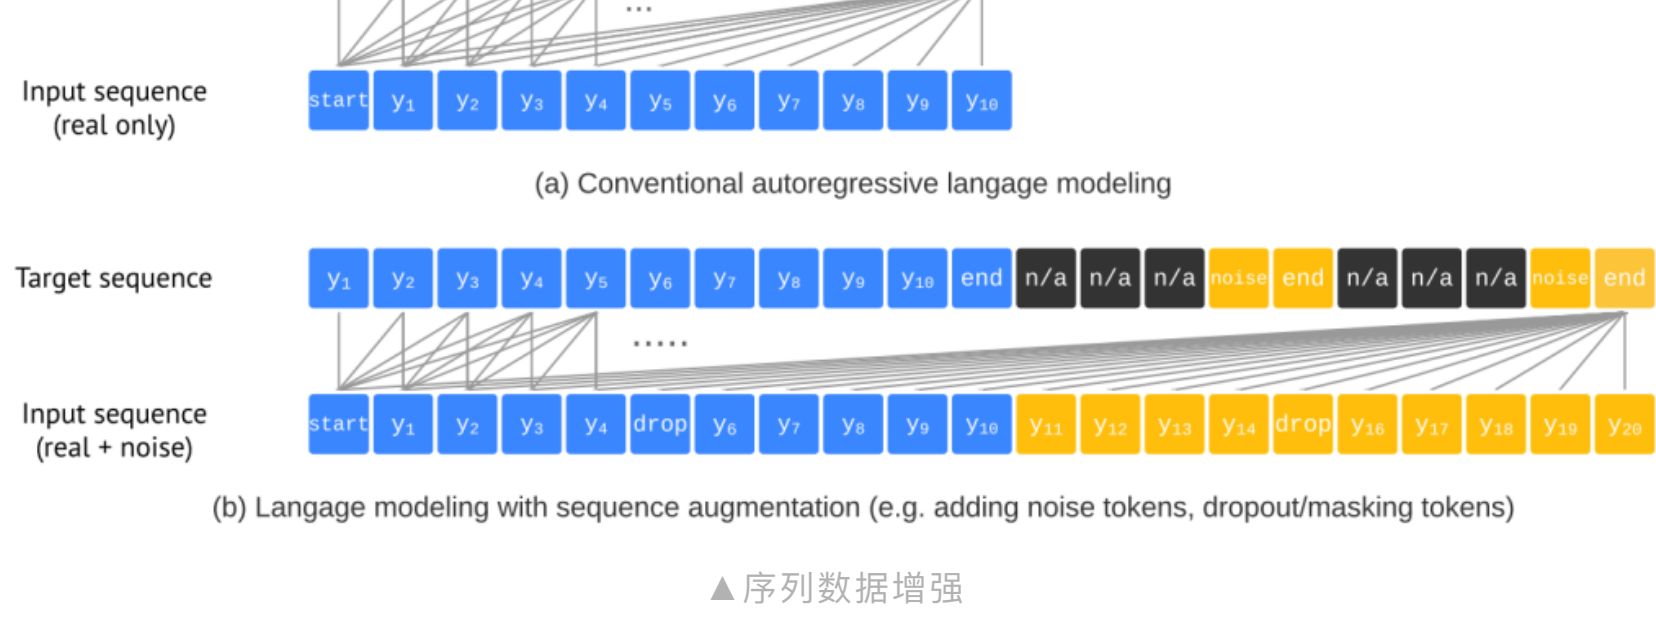 ...
Input sequence
(real only)
start y₁ y₂ y₃ y₄ y₅ y₆ y₇ y₈ y₉ y₁₀
(a) Conventional autoregressive langage modeling
Target sequence
y₁ y₂ y₃ y₄ y₅ y₆ y₇ y₈ y₉ y₁₀ end n/a n/a n/a noise end n/a n/a n/a noise end
.....
Input sequence
(real + noise)
start y₁ y₂ y₃ y₄ drop y₆ y₇ y₈ y₉ y₁₀ y₁₁ y₁₂ y₁₃ y₁₄ drop y₁₆ y₁₇ y₁₈ y₁₉ y₂₀
(b) Langage modeling with sequence augmentation (e.g. adding noise tokens, dropout/masking tokens)
▲序列数据增强